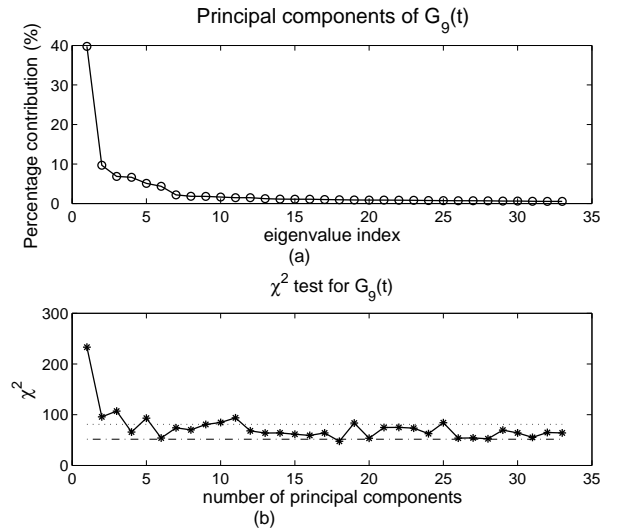 Principal components of G9(t)
Percentage contribution (%)
40
30
20
10
0
0 5 10 15 20 25 30 35
eigenvalue index
(a)
χ2 test for G9(t)
χ2
300
200
100
0
0 5 10 15 20 25 30 35
number of principal components
(b)